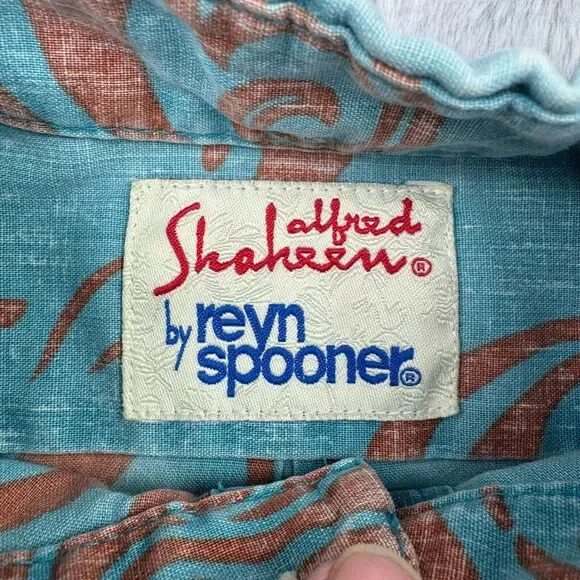 alfred
Shaheen®
by reyn
spooner®